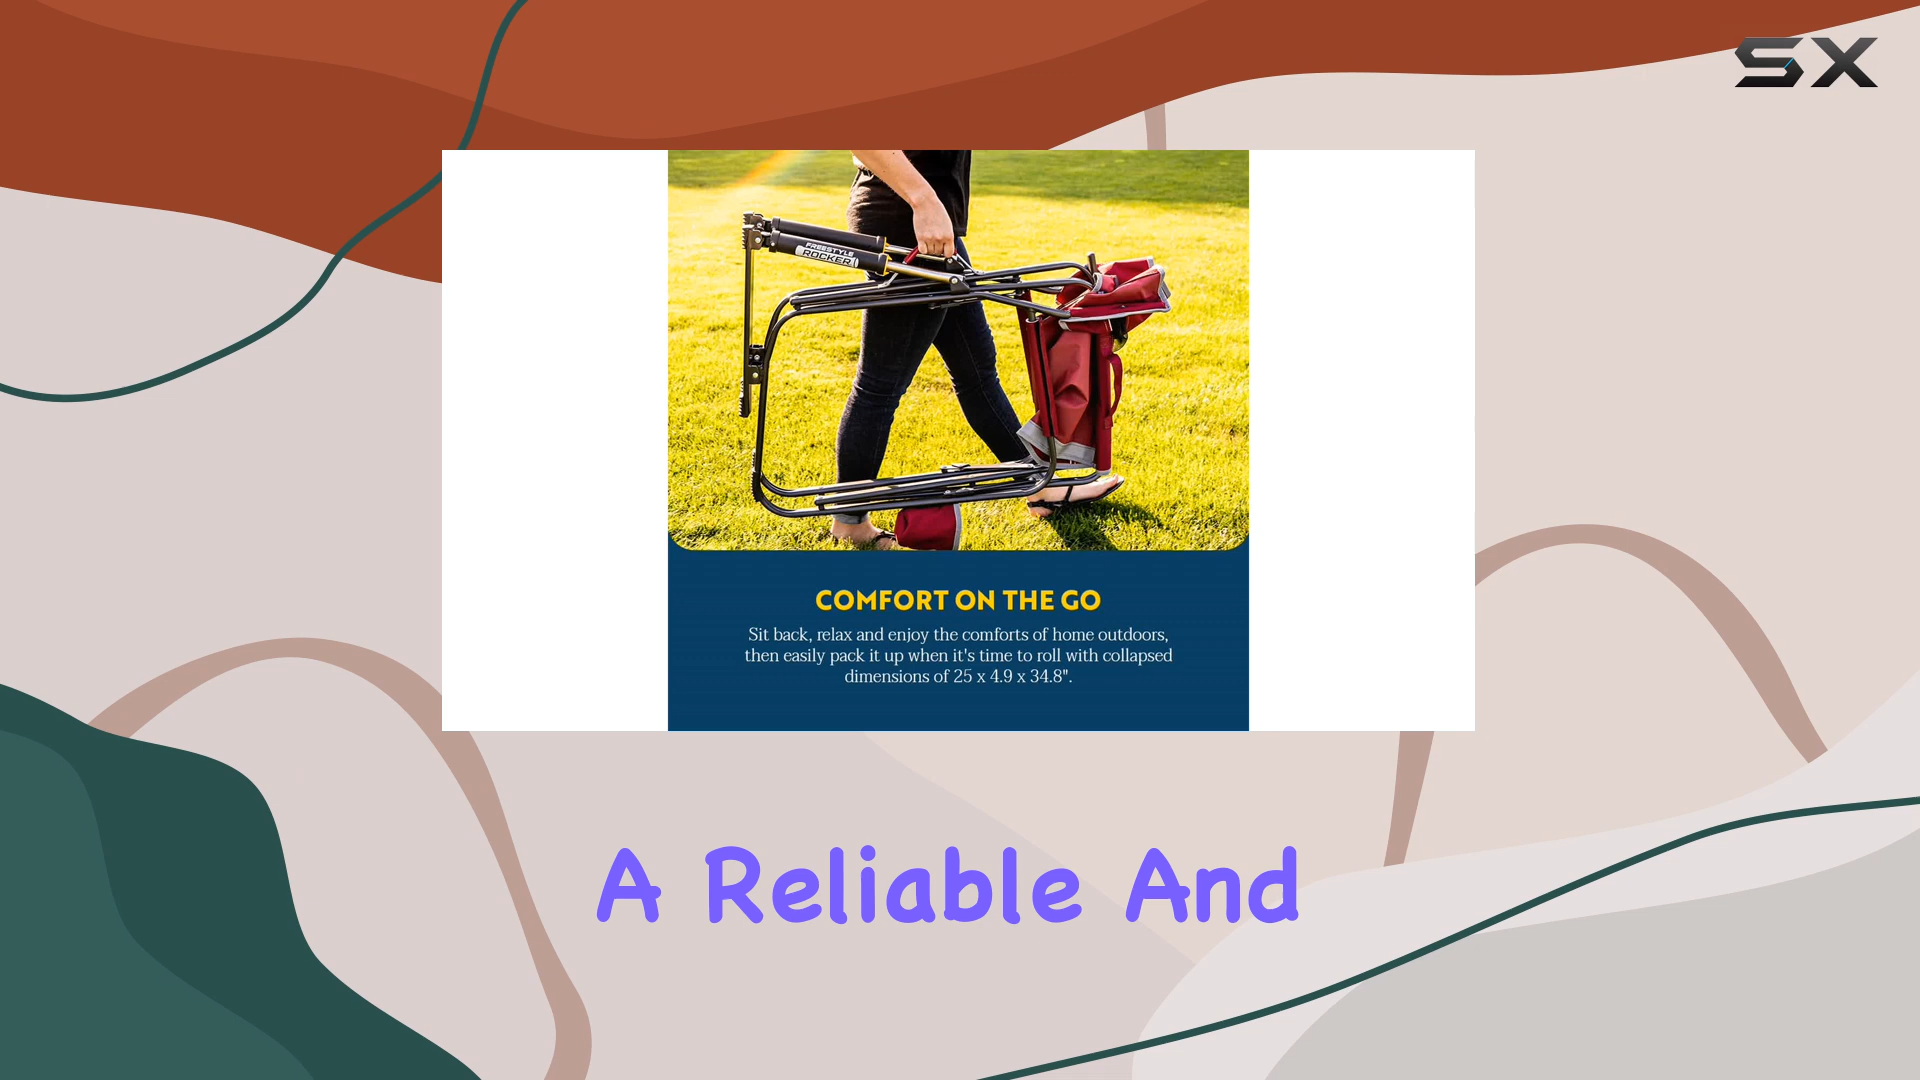 SX
FREESTYLE
ROCKER
COMFORT ON THE GO
Sit back, relax and enjoy the comforts of home outdoors,
then easily pack it up when it's time to roll with collapsed
dimensions of 25 x 4.9 x 34.8".
A Reliable And